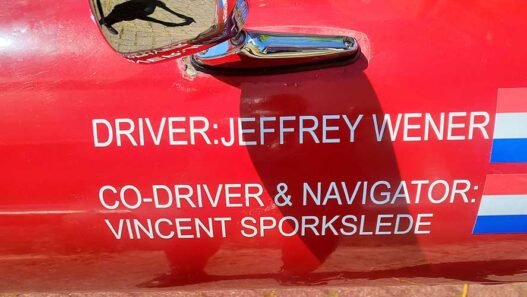 DRIVER:JEFFREY WENER
CO-DRIVER & NAVIGATOR:
VINCENT SPORKSLEDE